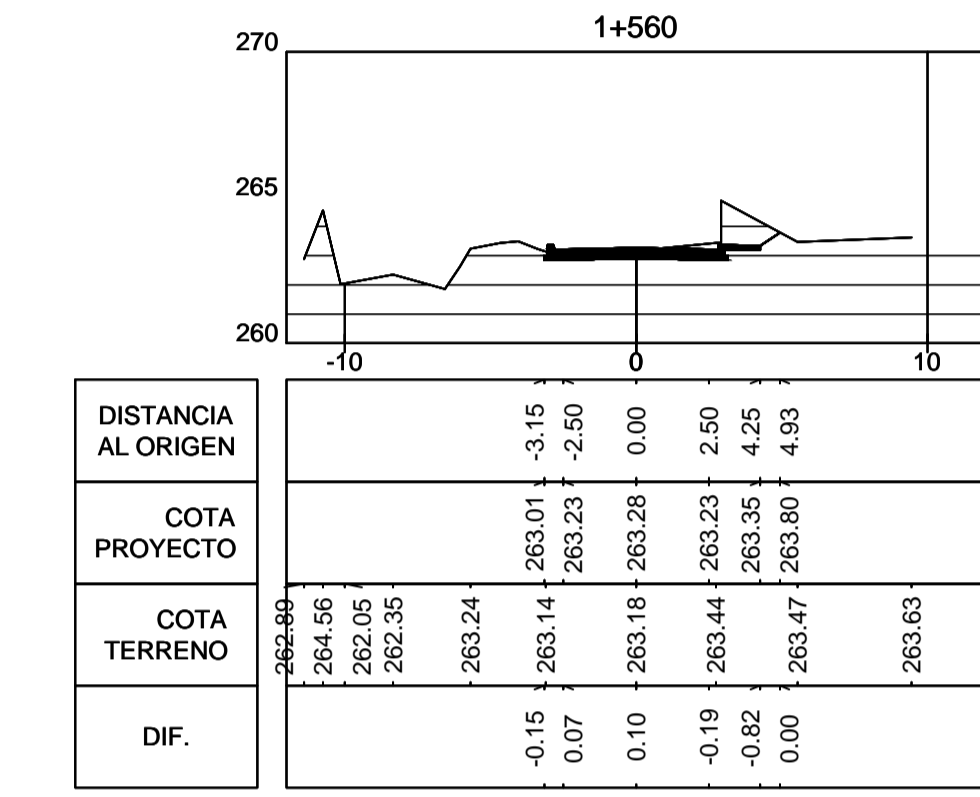 1+560
270
265
260
-10 0 10
DISTANCIA
AL ORIGEN
-3.15 -2.50 0.00 2.50 4.25 4.93
COTA
PROYECTO
263.01 263.23 263.28 263.23 263.35 263.80
COTA
TERRENO
262.89 264.56 262.05 262.35 263.24 263.14 263.18 263.44 263.47 263.63
DIF.
-0.15 0.07 0.10 -0.19 -0.82 0.00